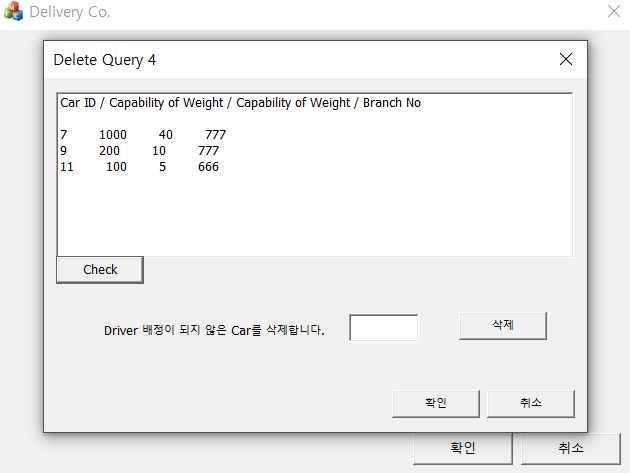 Delivery Co.
Delete Query 4
Car ID / Capability of Weight / Capability of Weight / Branch No
7 1000 40 777
9 200 10 777
11 100 5 666
Check
Driver 배정이 되지 않은 Car를 삭제합니다.
삭제
확인 취소
확인 취소